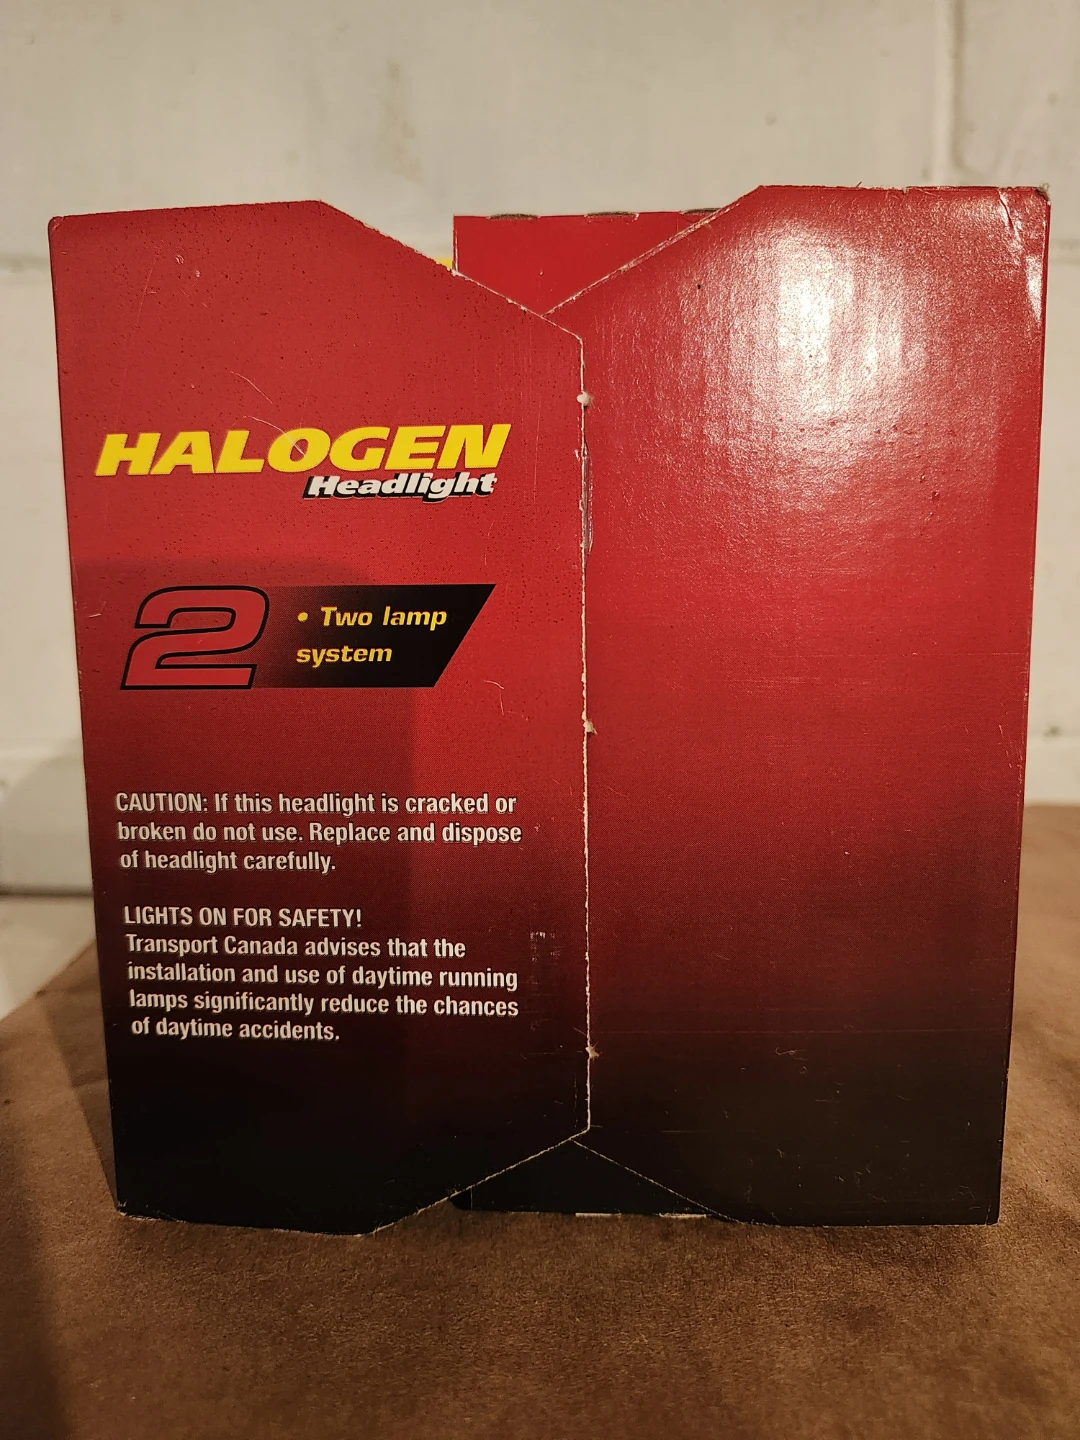 HALOGEN
Headlight
2
• Two lamp
system
CAUTION: If this headlight is cracked or
broken do not use. Replace and dispose
of headlight carefully.
LIGHTS ON FOR SAFETY!
Transport Canada advises that the
installation and use of daytime running
lamps significantly reduce the chances
of daytime accidents.